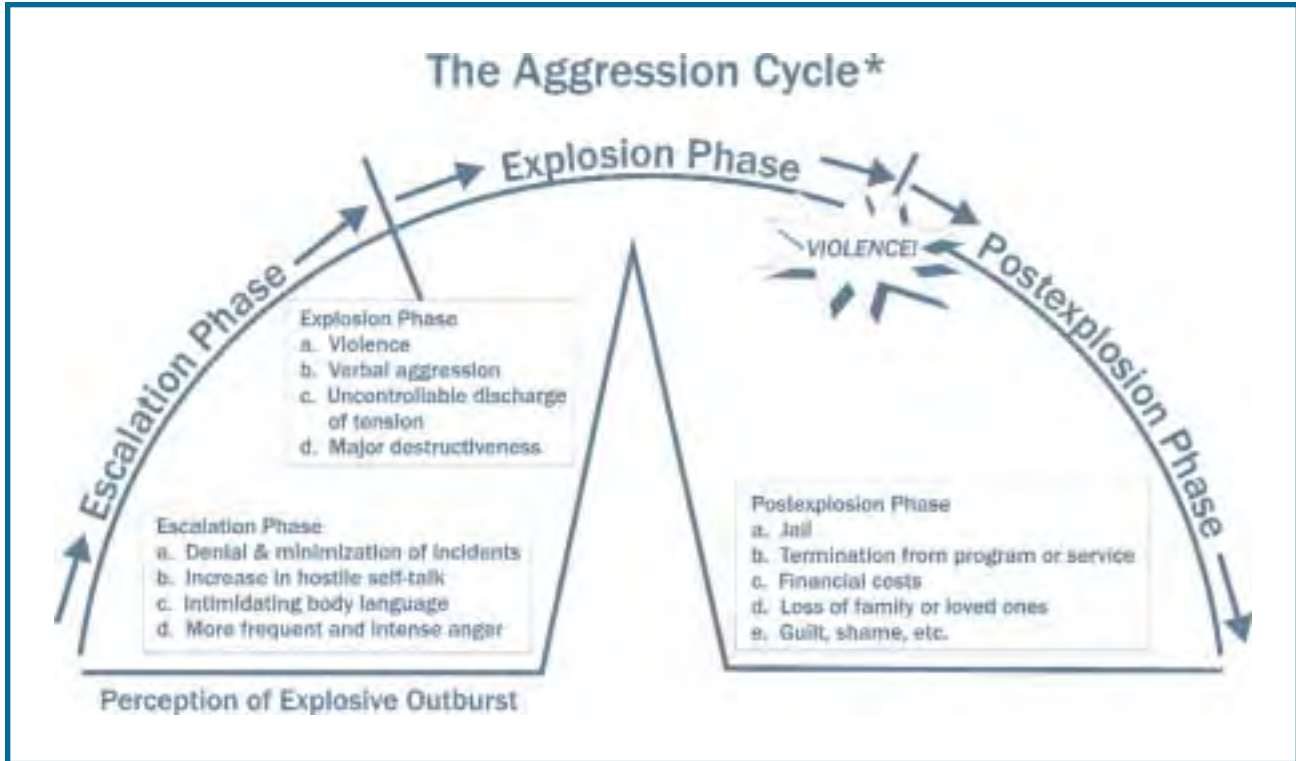 The Aggression Cycle*
Escalation Phase
Explosion Phase
VIOLENCE!
Postexplosion Phase
Explosion Phase
a. Violence
b. Verbal aggression
c. Uncontrollable discharge
of tension
d. Major destructiveness
Escalation Phase
a. Denial & minimization of incidents
b. Increase in hostile self-talk
c. Intimidating body language
d. More frequent and intense anger
Postexplosion Phase
a. Jail
b. Termination from program or service
c. Financial costs
d. Loss of family or loved ones
e. Guilt, shame, etc.
Perception of Explosive Outburst